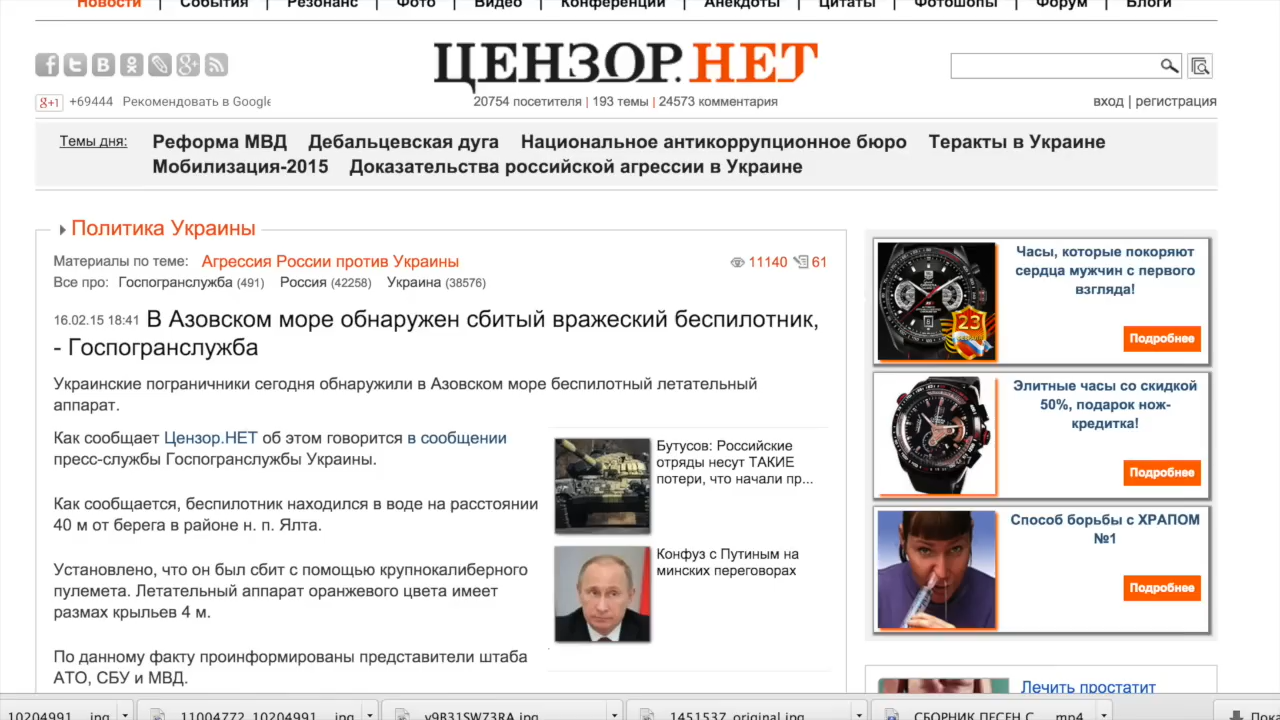 Новости | События | Резонанс | Фото | Видео | Конференции | Анекдоты | Цитаты | Фотошопы | Форум | Блоги
ЦЕНЗОР.НЕТ
g+1 +69444 Рекомендовать в Google
20754 посетителя | 193 темы | 24573 комментария
вход | регистрация
Темы дня: Реформа МВД Дебальцевская дуга Национальное антикоррупционное бюро Теракты в Украине
Мобилизация-2015 Доказательства российской агрессии в Украине
Политика Украины
Материалы по теме: Агрессия России против Украины
11140 61
Все про: Госпогранслужба (491) Россия (42258) Украина (38576)
16.02.15 18:41 В Азовском море обнаружен сбитый вражеский беспилотник,
- Госпогранслужба
Украинские пограничники сегодня обнаружили в Азовском море беспилотный летательный
аппарат.
Как сообщает Цензор.НЕТ об этом говорится в сообщении
пресс-службы Госпогранслужбы Украины.
Как сообщается, беспилотник находился в воде на расстоянии
40 м от берега в районе н. п. Ялта.
Установлено, что он был сбит с помощью крупнокалиберного
пулемета. Летательный аппарат оранжевого цвета имеет
размах крыльев 4 м.
По данному факту проинформированы представители штаба
АТО, СБУ и МВД.
Бутусов: Российские
отряды несут ТАКИЕ
потери, что начали пр...
Конфуз с Путиным на
минских переговорах
Часы, которые покоряют
сердца мужчин с первого
взгляда!
23
Подробнее
Элитные часы со скидкой
50%, подарок нож-
кредитка!
Подробнее
Способ борьбы с ХРАПОМ
№1
Подробнее
Лечить простатит
10204991 .jpg
11004772_10204991 .jpg
y9B31SW73RA.jpg
1451537_original.jpg
СБОРНИК ПЕСЕН С ... .mp4